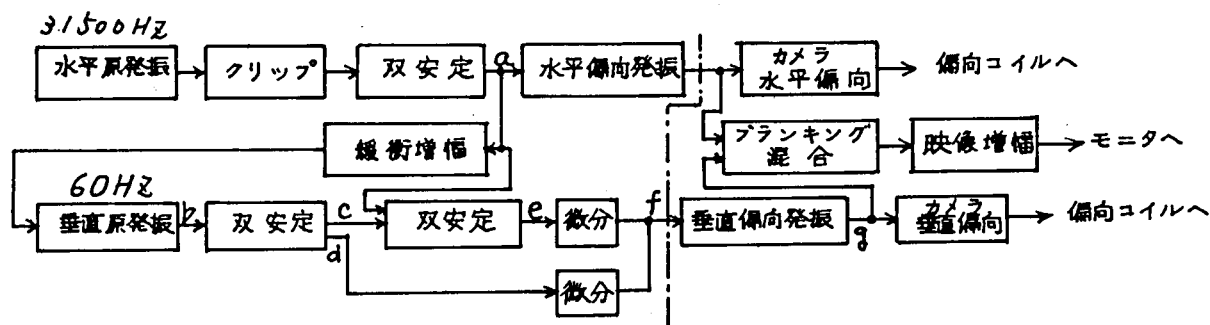 31500Hz
水平原発振
クリップ
双安定
a
水平偏向発振
カメラ
水平偏向
偏向コイルへ
緩衝増幅
ブランキング
混合
映像増幅
モニタへ
60HZ
垂直原発振
b
双安定
c
d
双安定
e
微分
f
垂直偏向発振
g
カメラ
垂直偏向
偏向コイルへ
微分